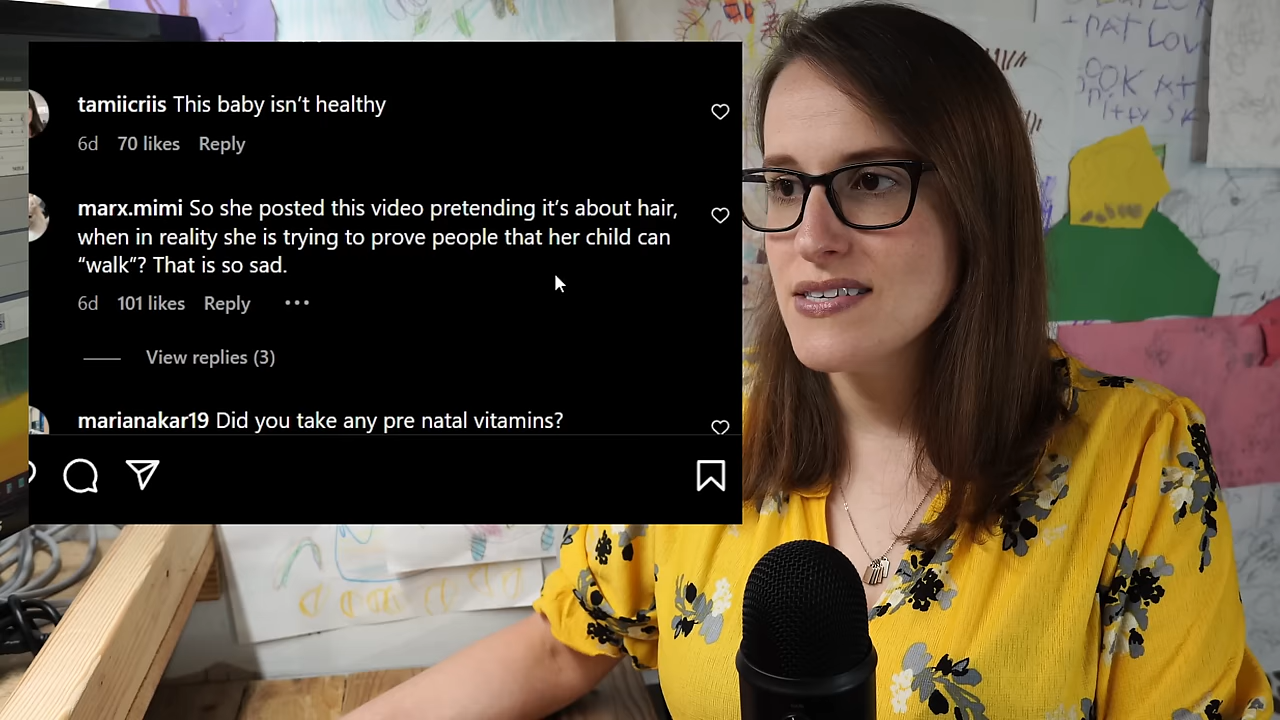 tamiicriis This baby isn’t healthy
6d 70 likes Reply
marx.mimi So she posted this video pretending it’s about hair,
when in reality she is trying to prove people that her child can
“walk”? That is so sad.
6d 101 likes Reply
View replies (3)
marianakar19 Did you take any pre natal vitamins?